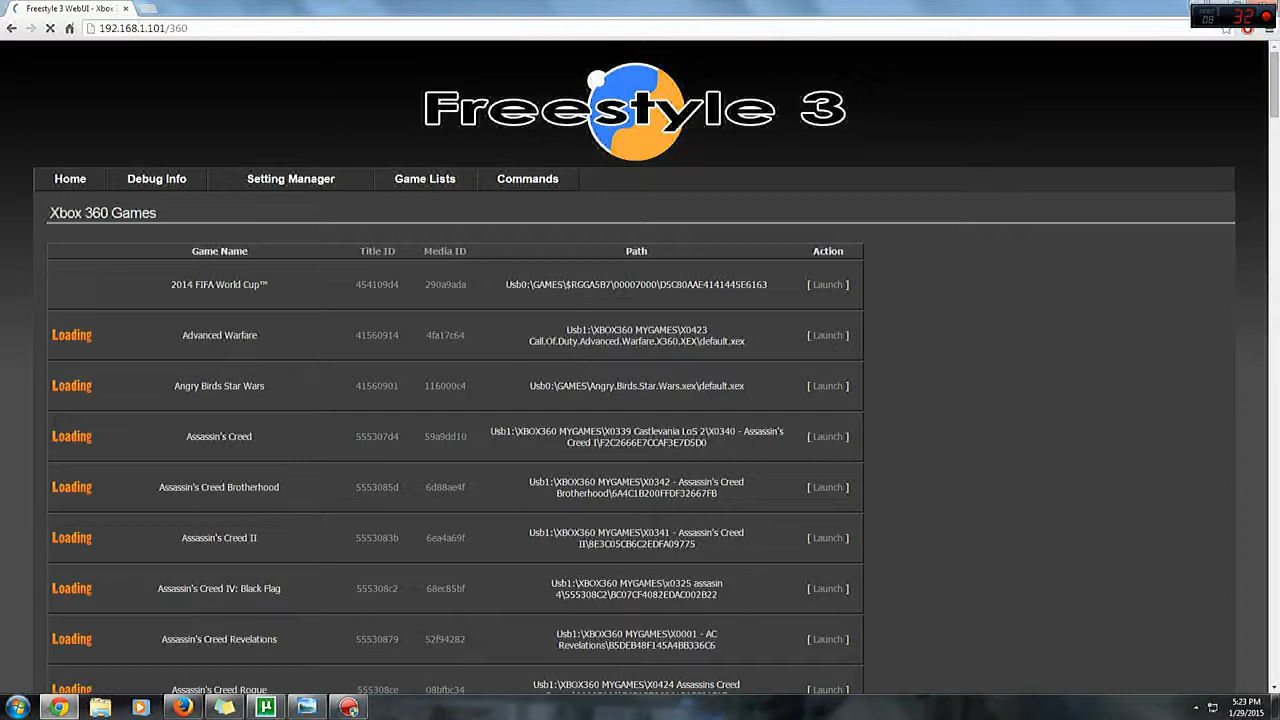 Freestyle 3 WebUI - Xbox
09
32
192.168.1.101/360
Freestyle 3
Home
Debug Info
Setting Manager
Game Lists
Commands
Xbox 360 Games
Game Name Title ID Media ID Path Action
2014 FIFA World Cup™ 454109d4 290a9ada Usb0:\GAMES\$RGGA5B7\00007000\D5C80AAE4141445E6163 [ Launch ]
Loading Advanced Warfare 41560914 4fa17c64 Usb1:\XBOX360 MYGAMES\X0423
Call.Of.Duty.Advanced.Warfare.X360.XEX\default.xex [ Launch ]
Loading Angry Birds Star Wars 41560901 116000c4 Usb0:\GAMES\Angry.Birds.Star.Wars.xex\default.xex [ Launch ]
Loading Assassin's Creed 555307d4 59a9dd10 Usb1:\XBOX360 MYGAMES\X0339 Castlevania LoS 2\X0340 - Assassin's
Creed I\F2C2666E7CCAF3E7D5D0 [ Launch ]
Loading Assassin's Creed Brotherhood 5553085d 6d88ae4f Usb1:\XBOX360 MYGAMES\X0342 - Assassin's Creed
Brotherhood\6A4C1B200FFDF32667FB [ Launch ]
Loading Assassin's Creed II 5553083b 6ea4a69f Usb1:\XBOX360 MYGAMES\X0341 - Assassin's Creed
II\8E3C05CB6C2EDFA09775 [ Launch ]
Loading Assassin's Creed IV: Black Flag 555308c2 68ec85bf Usb1:\XBOX360 MYGAMES\x0325 assasin
4\555308C2\BC07CF4082EDAC002B22 [ Launch ]
Loading Assassin's Creed Revelations 55530879 52f94282 Usb1:\XBOX360 MYGAMES\X0001 - AC
Revelations\B5DEB48F145A4BB336C6 [ Launch ]
Loading Assassin's Creed Rogue 555308ce 08bfbc34 Usb1:\XBOX360 MYGAMES\X0424 Assassins Creed [ Launch ]
5:23 PM
1/29/2015